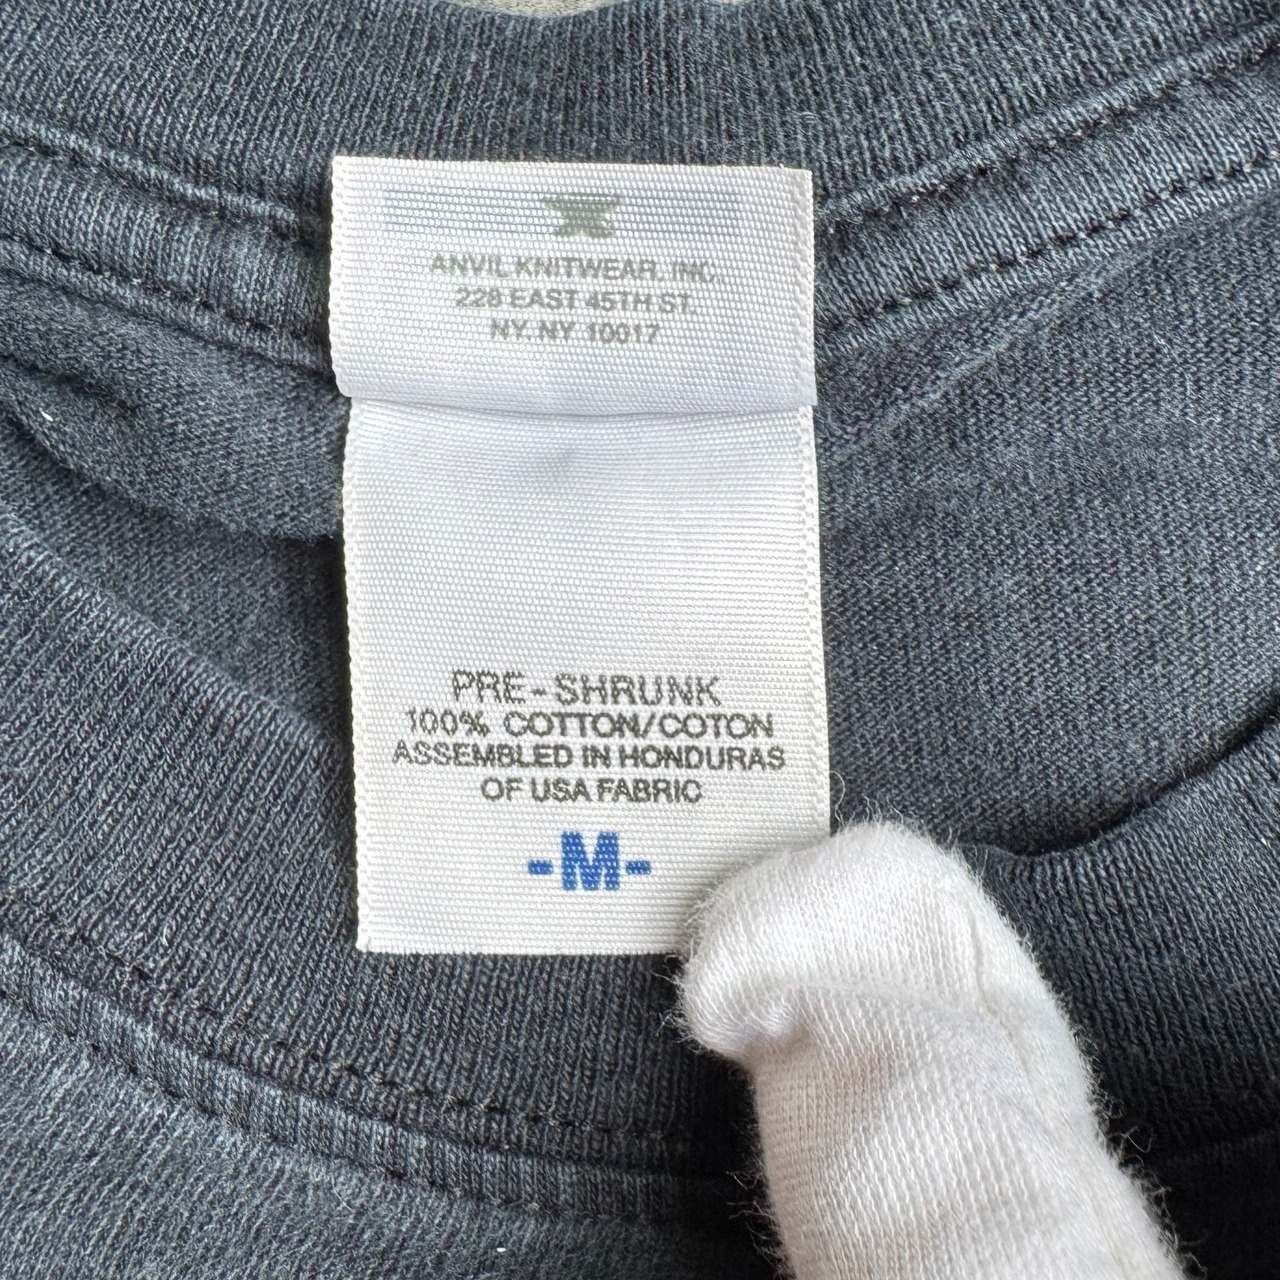 ANVIL KNITWEAR, INC.
228 EAST 45TH ST.
NY. NY 10017
PRE-SHRUNK
100% COTTON/COTON
ASSEMBLED IN HONDURAS
OF USA FABRIC
-M-